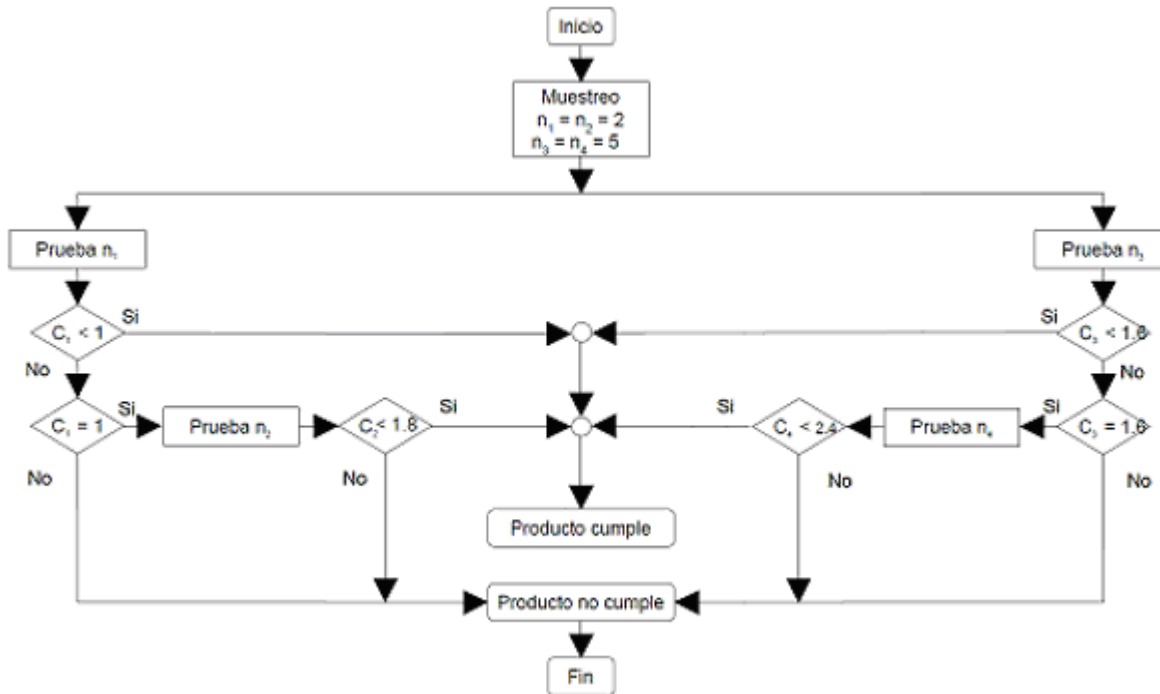 Inicio
Muestreo
n₁ = n₂ = 2
n₃ = n₄ = 5
Prueba n₁
Prueba n₃
Si
Si
C₁ < 1
C₃ < 1.6
No
No
Si
Si
Si
Si
C₁ = 1
Prueba n₂
C₂ < 1.8
C₄ < 2.4
Prueba n₄
C₃ = 1.6
No
No
No
No
Producto cumple
Producto no cumple
Fin